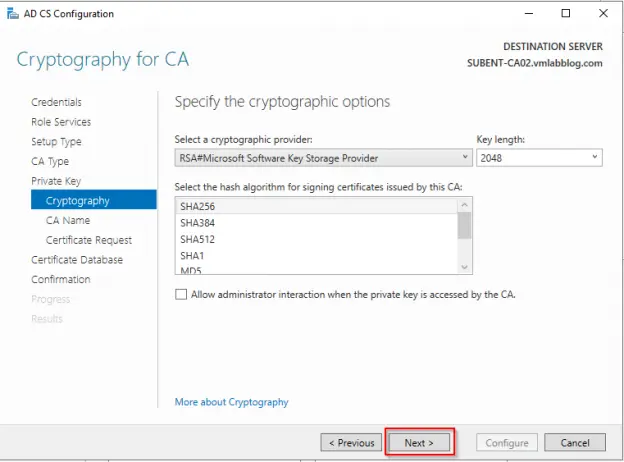 AD CS Configuration
Cryptography for CA
DESTINATION SERVER
SUBENT-CA02.vmlabblog.com
Credentials
Role Services
Setup Type
CA Type
Private Key
Cryptography
CA Name
Certificate Request
Certificate Database
Confirmation
Progress
Results
Specify the cryptographic options
Select a cryptographic provider:
Key length:
RSA#Microsoft Software Key Storage Provider
2048
Select the hash algorithm for signing certificates issued by this CA:
SHA256
SHA384
SHA512
SHA1
MD5
Allow administrator interaction when the private key is accessed by the CA.
More about Cryptography
< Previous
Next >
Configure
Cancel